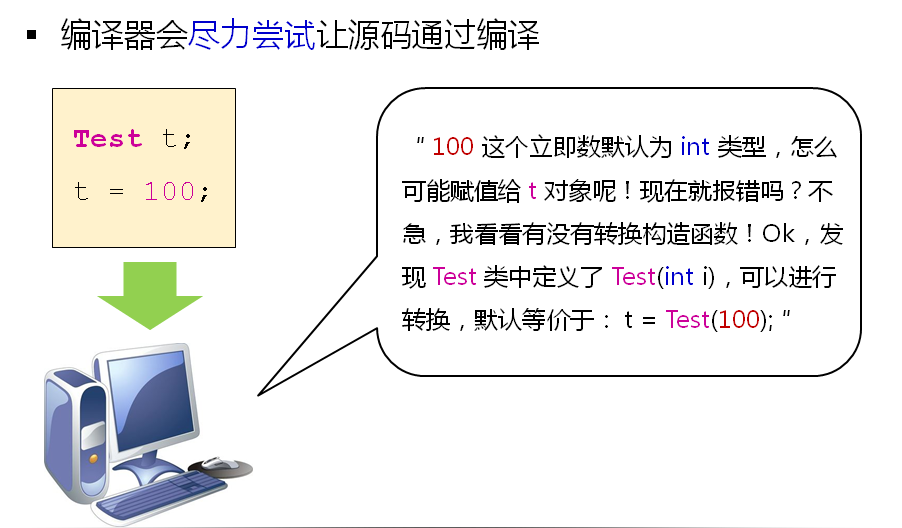 ▪ 编译器会尽力尝试让源码通过编译
Test t;
t = 100;
“ 100 这个立即数默认为 int 类型，怎么
可能赋值给 t 对象呢！现在就报错吗？不
急，我看看有没有转换构造函数！Ok，发
现 Test 类中定义了 Test(int i)，可以进行
转换，默认等价于： t = Test(100); ”